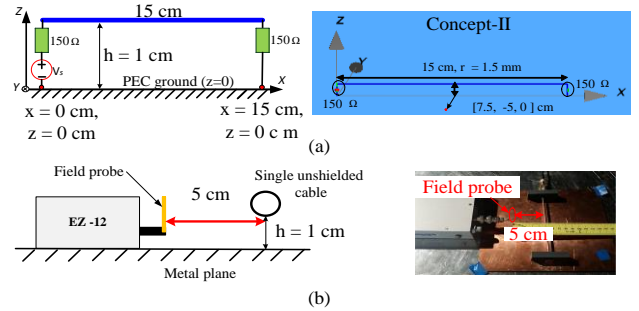 Z
15 cm
150 Ω
h = 1 cm
150 Ω
Vs
PEC ground (z=0)
Y
X
x = 0 cm,
z = 0 cm
x = 15 cm,
z = 0 c m
Concept-II
Z
Y
15 cm, r = 1.5 mm
150 Ω
150 Ω
X
[7.5, -5, 0 ] cm
(a)
Field probe
Single unshielded
cable
5 cm
EZ -12
h = 1 cm
Metal plane
Field probe
5 cm
(b)